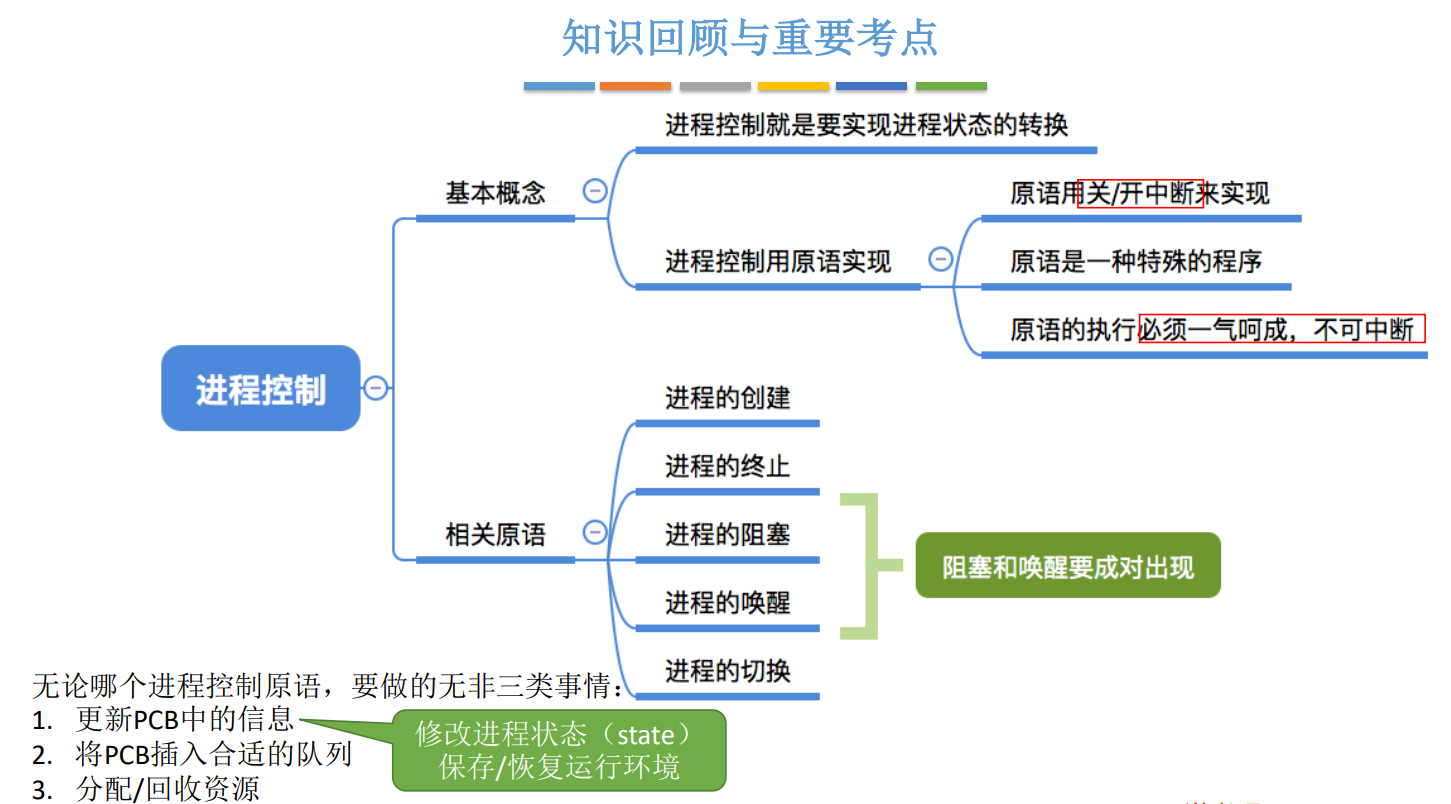 知识回顾与重要考点
进程控制就是要实现进程状态的转换
基本概念
原语用关/开中断来实现
进程控制用原语实现
原语是一种特殊的程序
原语的执行必须一气呵成，不可中断
进程控制
进程的创建
进程的终止
相关原语
进程的阻塞
阻塞和唤醒要成对出现
进程的唤醒
进程的切换
无论哪个进程控制原语，要做的无非三类事情：
1. 更新PCB中的信息
2. 将PCB插入合适的队列
3. 分配/回收资源
修改进程状态（state）
保存/恢复运行环境